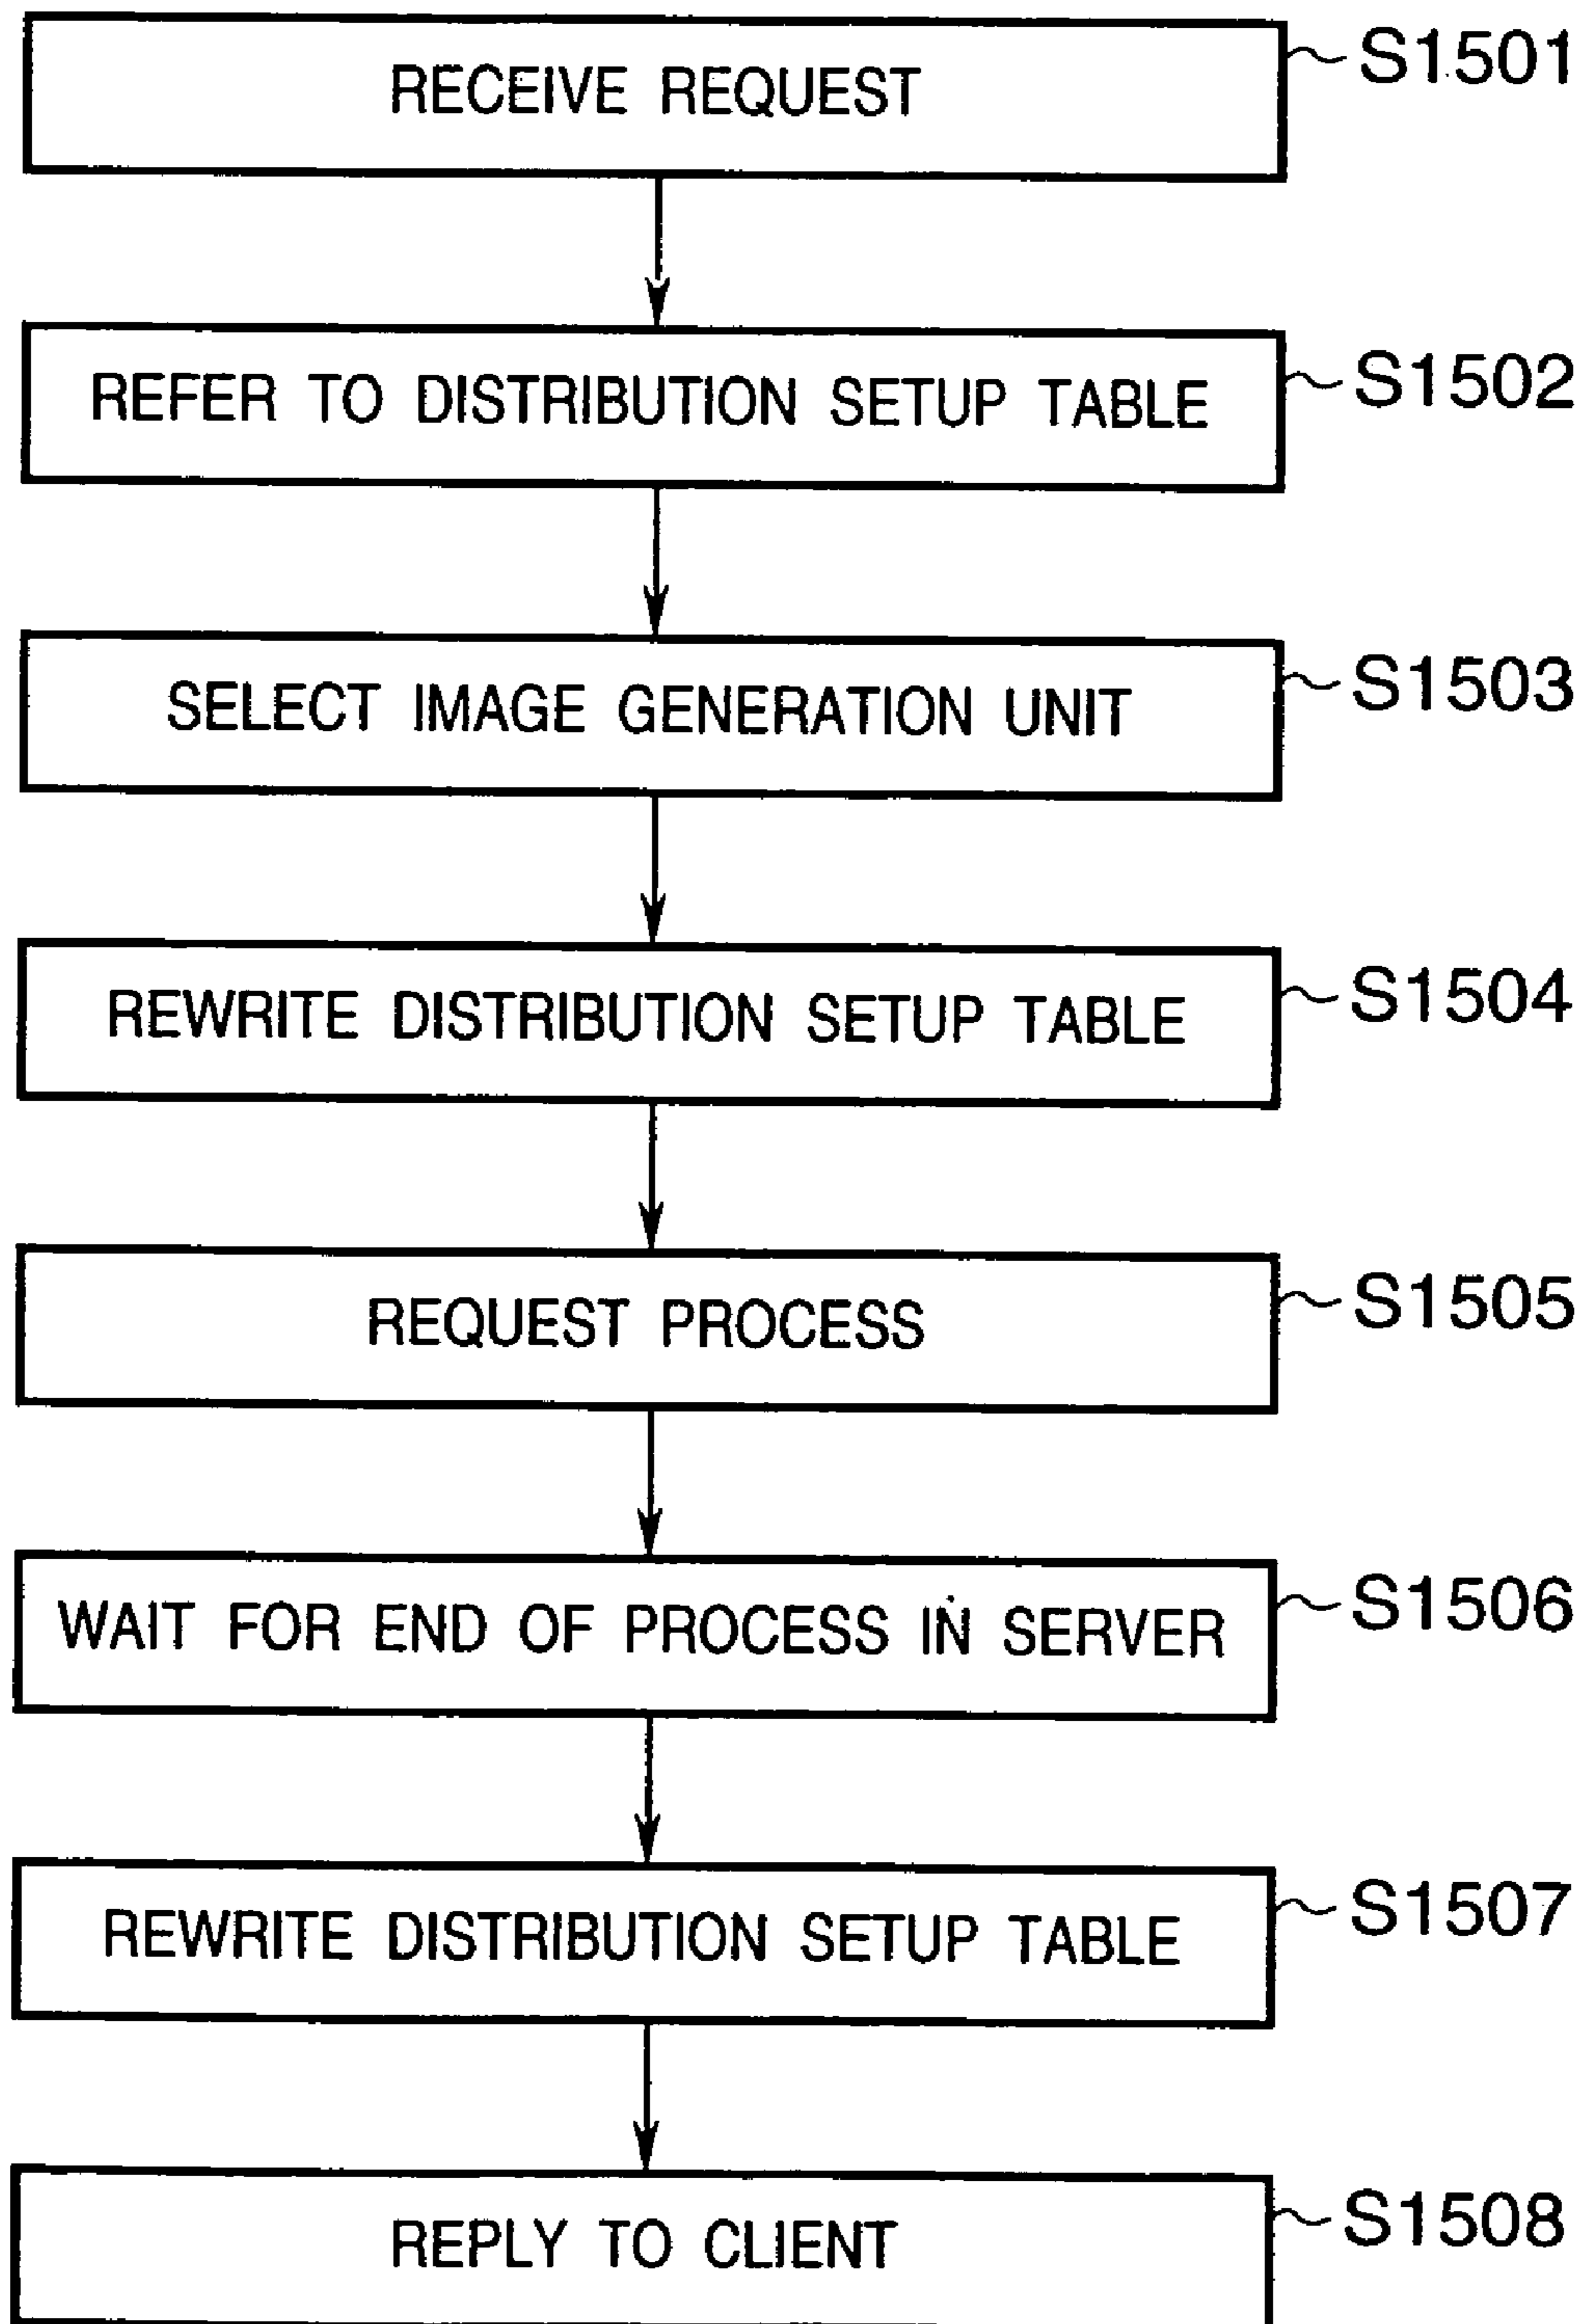 RECEIVE REQUEST S1501
REFER TO DISTRIBUTION SETUP TABLE S1502
SELECT IMAGE GENERATION UNIT S1503
REWRITE DISTRIBUTION SETUP TABLE S1504
REQUEST PROCESS S1505
WAIT FOR END OF PROCESS IN SERVER S1506
REWRITE DISTRIBUTION SETUP TABLE S1507
REPLY TO CLIENT S1508